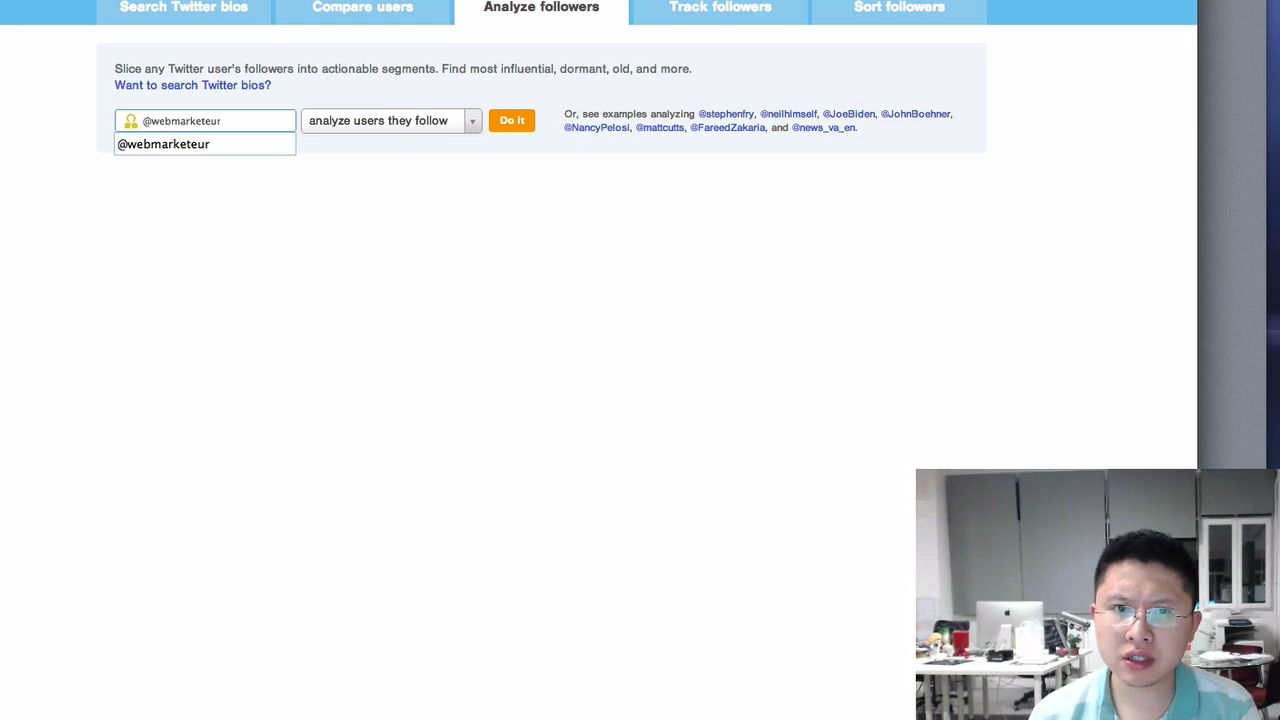 Search Twitter bios
Compare users
Analyze followers
Track followers
Sort followers
Slice any Twitter user's followers into actionable segments. Find most influential, dormant, old, and more.
Want to search Twitter bios?
@webmarketeur
analyze users they follow
Do it
Or, see examples analyzing @stephenfry, @neilhimself, @JoeBiden, @JohnBoehner,
@NancyPelosi, @mattcutts, @FareedZakaria, and @news_va_en.
@webmarketeur